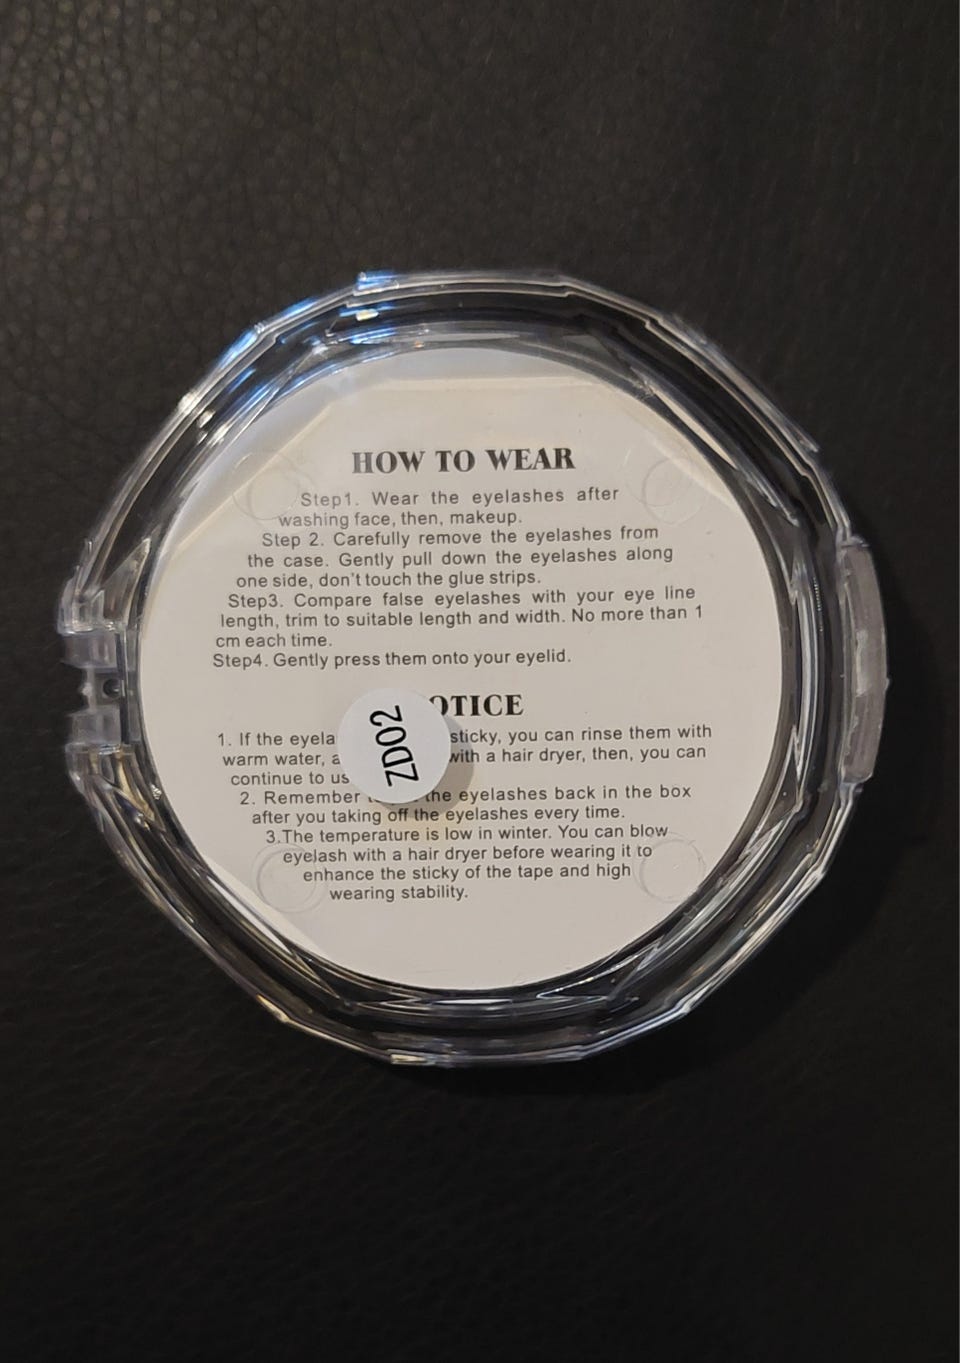 HOW TO WEAR
Step1. Wear the eyelashes after
washing face, then, makeup.
Step 2. Carefully remove the eyelashes from
the case. Gently pull down the eyelashes along
one side, don't touch the glue strips.
Step3. Compare false eyelashes with your eye line
length, trim to suitable length and width. No more than 1
cm each time.
Step4. Gently press them onto your eyelid.
OTICE
ZD02
1. If the eyela sticky, you can rinse them with
warm water, a with a hair dryer, then, you can
continue to us
2. Remember the eyelashes back in the box
after you taking off the eyelashes every time.
3.The temperature is low in winter. You can blow
eyelash with a hair dryer before wearing it to
enhance the sticky of the tape and high
wearing stability.